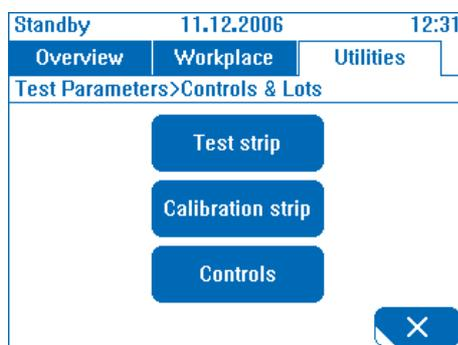 Standby 11.12.2006 12:31
Overview Workplace Utilities
Test Parameters>Controls & Lots
Test strip
Calibration strip
Controls